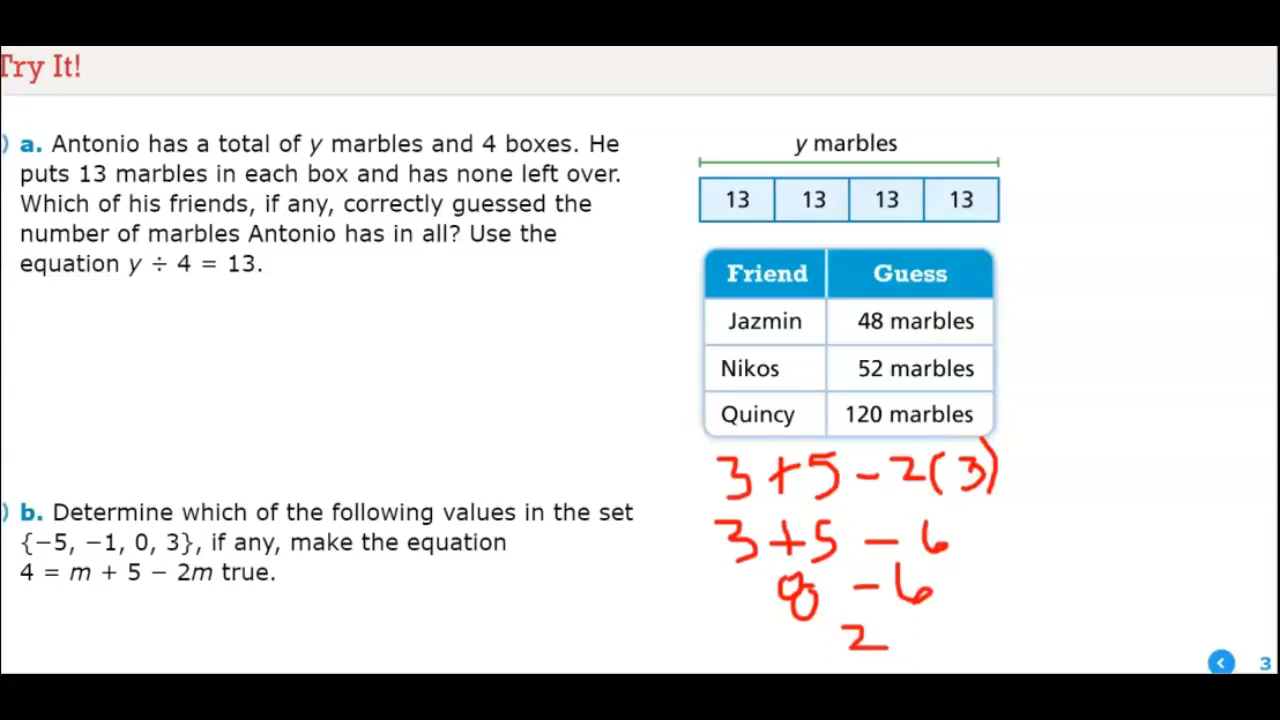 Try It!
) a. Antonio has a total of y marbles and 4 boxes. He
puts 13 marbles in each box and has none left over.
Which of his friends, if any, correctly guessed the
number of marbles Antonio has in all? Use the
equation y ÷ 4 = 13.
y marbles
13 13 13 13
Friend Guess
Jazmin 48 marbles
Nikos 52 marbles
Quincy 120 marbles
) b. Determine which of the following values in the set
{−5, −1, 0, 3}, if any, make the equation
4 = m + 5 − 2m true.
3 + 5 - 2(3)
3 + 5 - 6
8 - 6
2
3